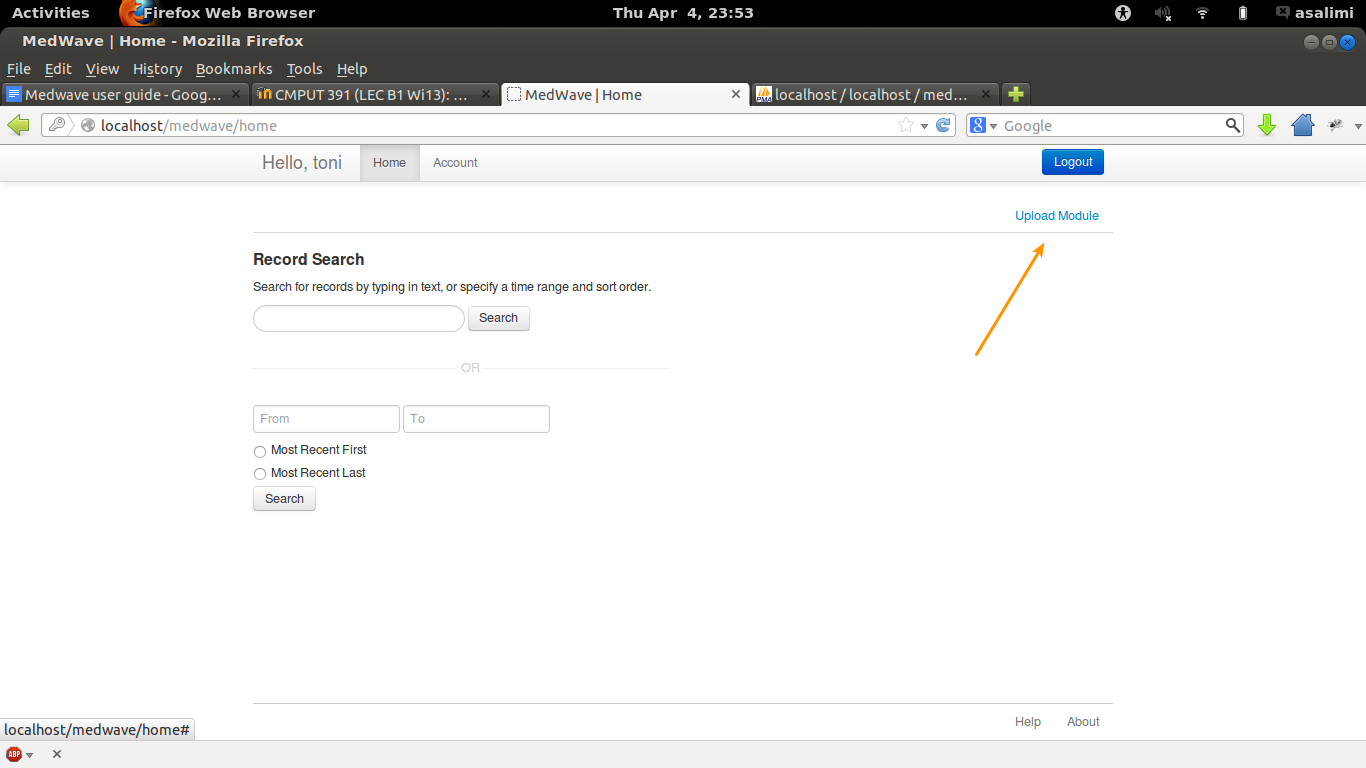 Activities Firefox Web Browser Thu Apr 4, 23:53 asalimi
MedWave | Home - Mozilla Firefox
File Edit View History Bookmarks Tools Help
Medwave user guide - Goog... CMPUT 391 (LEC B1 Wi13): ... MedWave | Home localhost / localhost / med...
localhost/medwave/home Google
Hello, toni Home Account Logout
Upload Module
Record Search
Search for records by typing in text, or specify a time range and sort order.
Search
OR
From To
Most Recent First
Most Recent Last
Search
Help About
localhost/medwave/home#
ABP